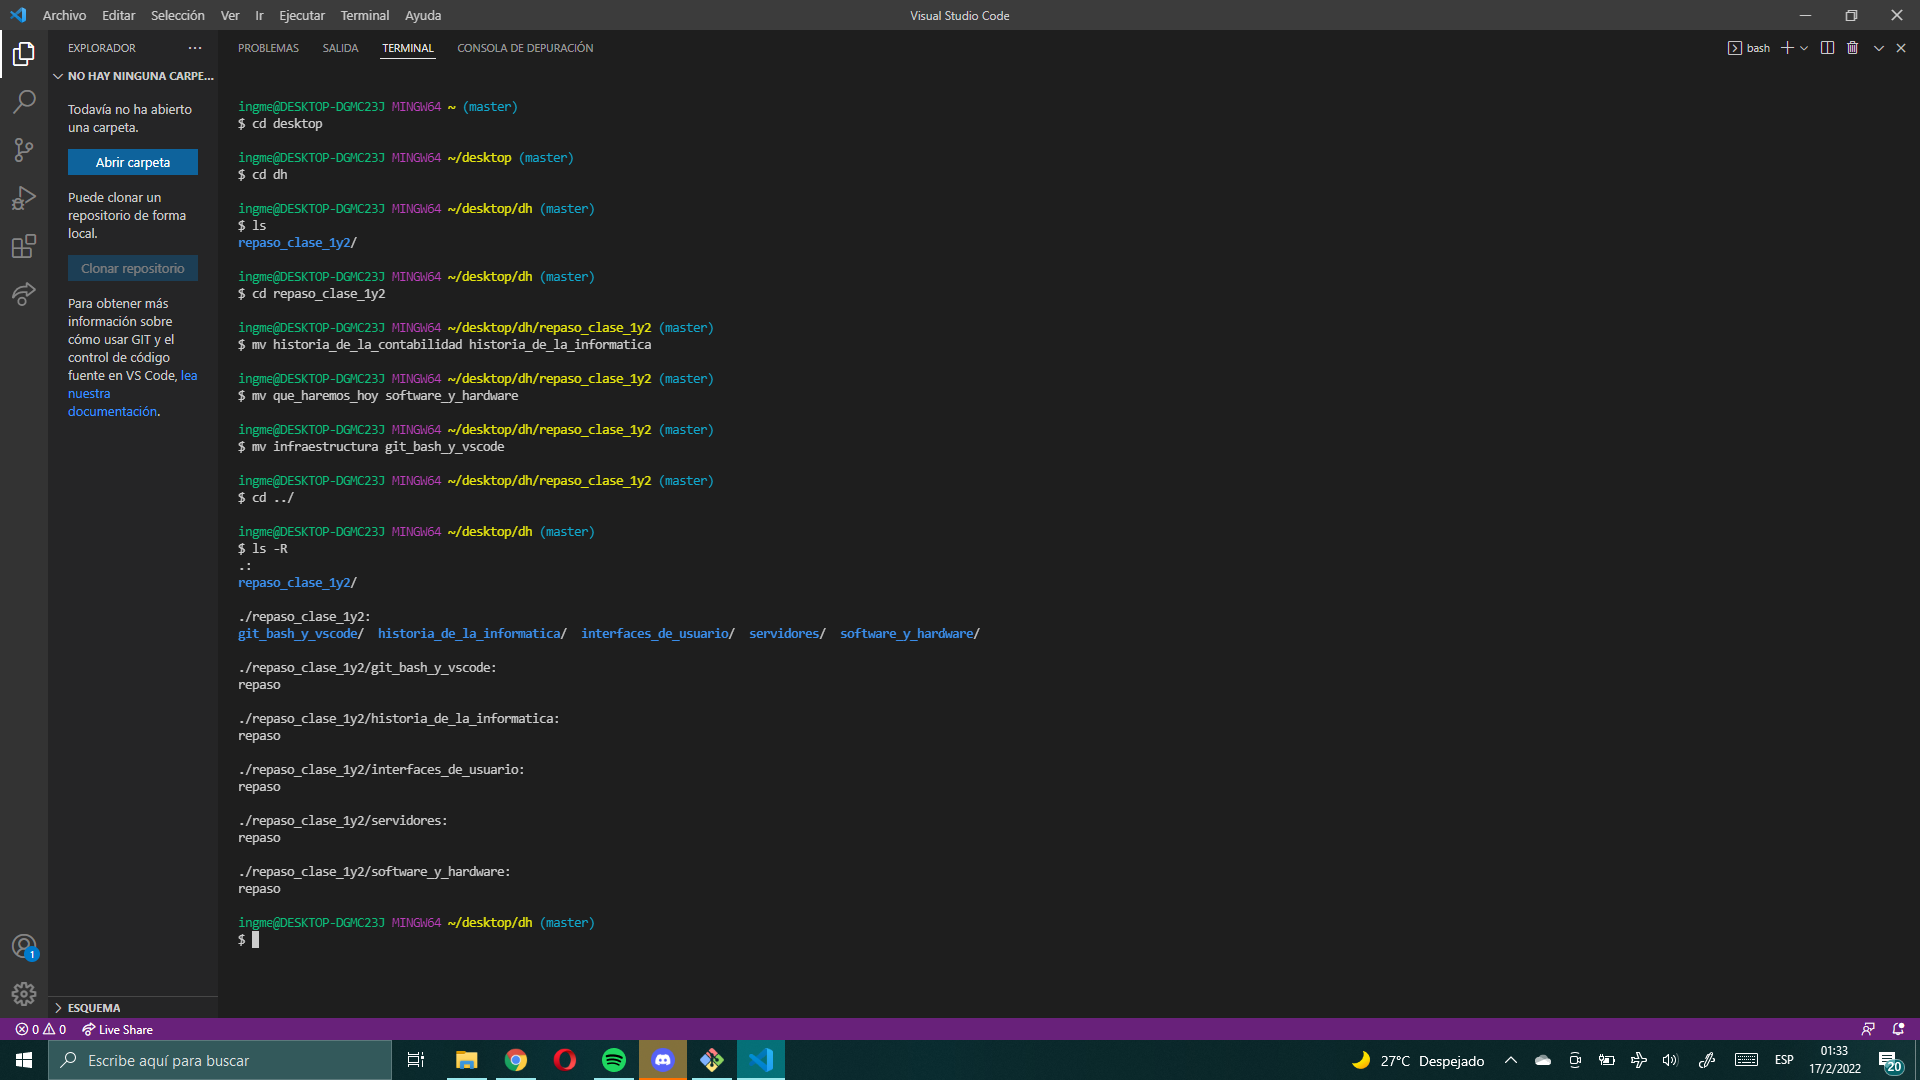 Archivo Editar Selección Ver Ir Ejecutar Terminal Ayuda
Visual Studio Code
EXPLORADOR
NO HAY NINGUNA CARPE...
Todavía no ha abierto
una carpeta.
Abrir carpeta
Puede clonar un
repositorio de forma
local.
Clonar repositorio
Para obtener más
información sobre
cómo usar GIT y el
control de código
fuente en VS Code, lea
nuestra
documentación.
ESQUEMA
PROBLEMAS SALIDA TERMINAL CONSOLA DE DEPURACIÓN
bash
ingme@DESKTOP-DGMC23J MINGW64 ~ (master)
$ cd desktop
ingme@DESKTOP-DGMC23J MINGW64 ~/desktop (master)
$ cd dh
ingme@DESKTOP-DGMC23J MINGW64 ~/desktop/dh (master)
$ ls
repaso_clase_1y2/
ingme@DESKTOP-DGMC23J MINGW64 ~/desktop/dh (master)
$ cd repaso_clase_1y2
ingme@DESKTOP-DGMC23J MINGW64 ~/desktop/dh/repaso_clase_1y2 (master)
$ mv historia_de_la_contabilidad historia_de_la_informatica
ingme@DESKTOP-DGMC23J MINGW64 ~/desktop/dh/repaso_clase_1y2 (master)
$ mv que_haremos_hoy software_y_hardware
ingme@DESKTOP-DGMC23J MINGW64 ~/desktop/dh/repaso_clase_1y2 (master)
$ mv infraestructura git_bash_y_vscode
ingme@DESKTOP-DGMC23J MINGW64 ~/desktop/dh/repaso_clase_1y2 (master)
$ cd ../
ingme@DESKTOP-DGMC23J MINGW64 ~/desktop/dh (master)
$ ls -R
.:
repaso_clase_1y2/
./repaso_clase_1y2:
git_bash_y_vscode/ historia_de_la_informatica/ interfaces_de_usuario/ servidores/ software_y_hardware/
./repaso_clase_1y2/git_bash_y_vscode:
repaso
./repaso_clase_1y2/historia_de_la_informatica:
repaso
./repaso_clase_1y2/interfaces_de_usuario:
repaso
./repaso_clase_1y2/servidores:
repaso
./repaso_clase_1y2/software_y_hardware:
repaso
ingme@DESKTOP-DGMC23J MINGW64 ~/desktop/dh (master)
$
1
0 0 Live Share
Escribe aquí para buscar
27°C Despejado
ESP
01:33
17/2/2022
20